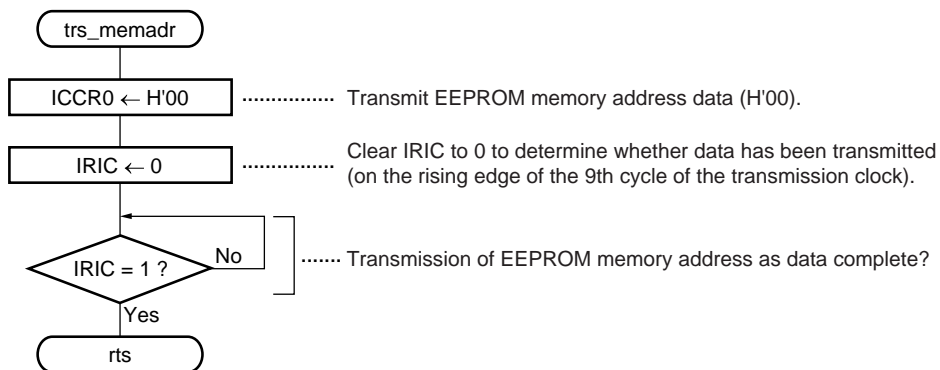 trs_memadr
ICCR0 ← H'00 ................ Transmit EEPROM memory address data (H'00).
IRIC ← 0 ................ Clear IRIC to 0 to determine whether data has been transmitted
(on the rising edge of the 9th cycle of the transmission clock).
No
IRIC = 1 ? ....... Transmission of EEPROM memory address as data complete?
Yes
rts